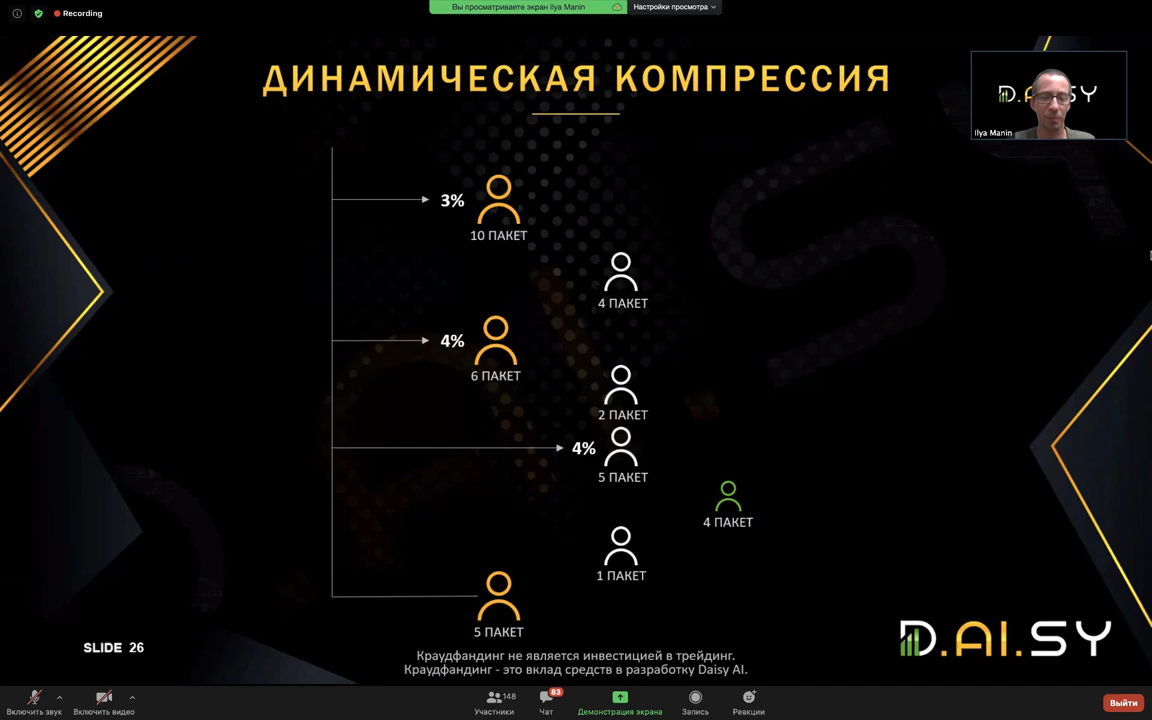 Recording
Вы просматриваете экран Ilya Manin
Настройки просмотра
ДИНАМИЧЕСКАЯ КОМПРЕССИЯ
D.AI.SY
Ilya Manin
3%
10 ПАКЕТ
4 ПАКЕТ
4%
6 ПАКЕТ
2 ПАКЕТ
4%
5 ПАКЕТ
4 ПАКЕТ
1 ПАКЕТ
5 ПАКЕТ
SLIDE 26
D.AI.SY
Краудфандинг не является инвестицией в трейдинг.
Краудфандинг - это вклад средств в разработку Daisy AI.
Включить звук
Включить видео
148
Участники
83
Чат
Демонстрация экрана
Запись
Реакции
Выйти